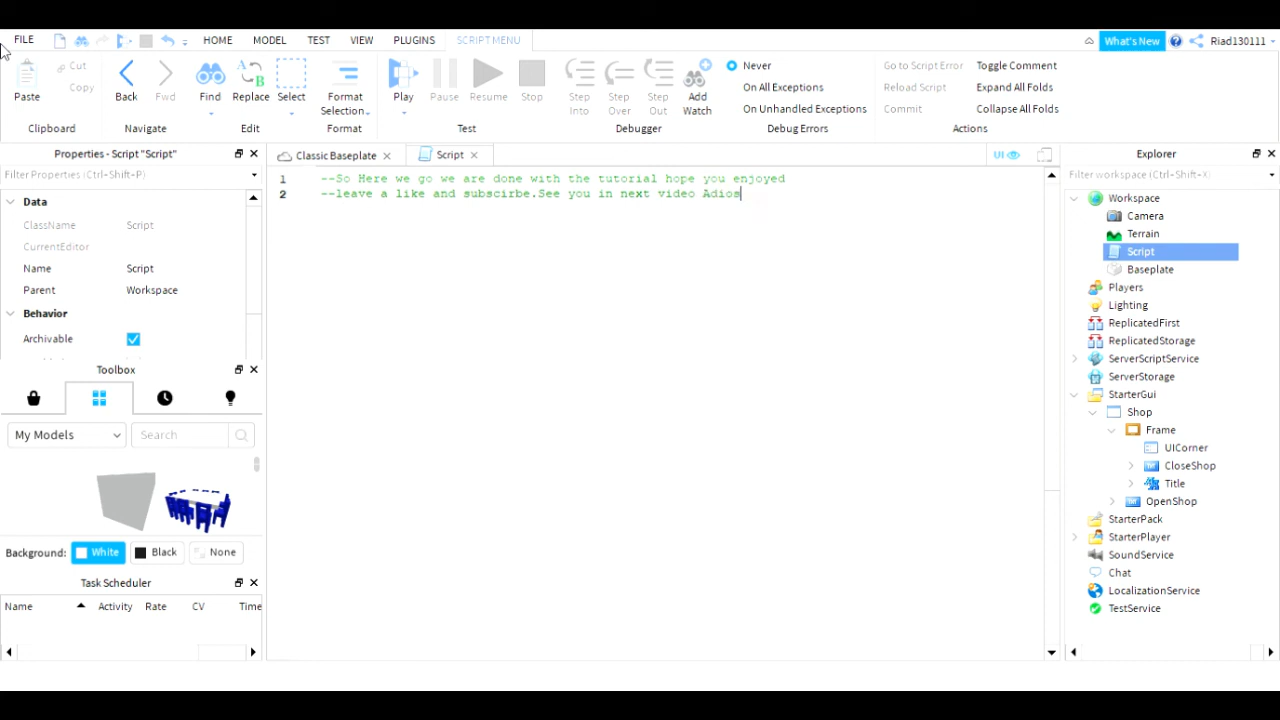 FILE HOME MODEL TEST VIEW PLUGINS SCRIPT MENU What's New Riad130111
Paste Cut Copy Back Fwd Find Replace Select Format Selection Play Pause Resume Stop Step Into Step Over Step Out Add Watch Never On All Exceptions On Unhandled Exceptions Go to Script Error Reload Script Commit Toggle Comment Expand All Folds Collapse All Folds
Clipboard Navigate Edit Format Test Debugger Debug Errors Actions
Properties - Script "Script"
Filter Properties (Ctrl+Shift+P)
Data
ClassName Script
CurrentEditor
Name Script
Parent Workspace
Behavior
Archivable
Toolbox
My Models Search
Background: White Black None
Task Scheduler
Name Activity Rate CV Time
Classic Baseplate Script UI
1 --So Here we go we are done with the tutorial hope you enjoyed
2 --leave a like and subscirbe.See you in next video Adios
Explorer
Filter workspace (Ctrl+Shift+X)
Workspace
Camera
Terrain
Script
Baseplate
Players
Lighting
ReplicatedFirst
ReplicatedStorage
ServerScriptService
ServerStorage
StarterGui
Shop
Frame
UICorner
CloseShop
Title
OpenShop
StarterPack
StarterPlayer
SoundService
Chat
LocalizationService
TestService